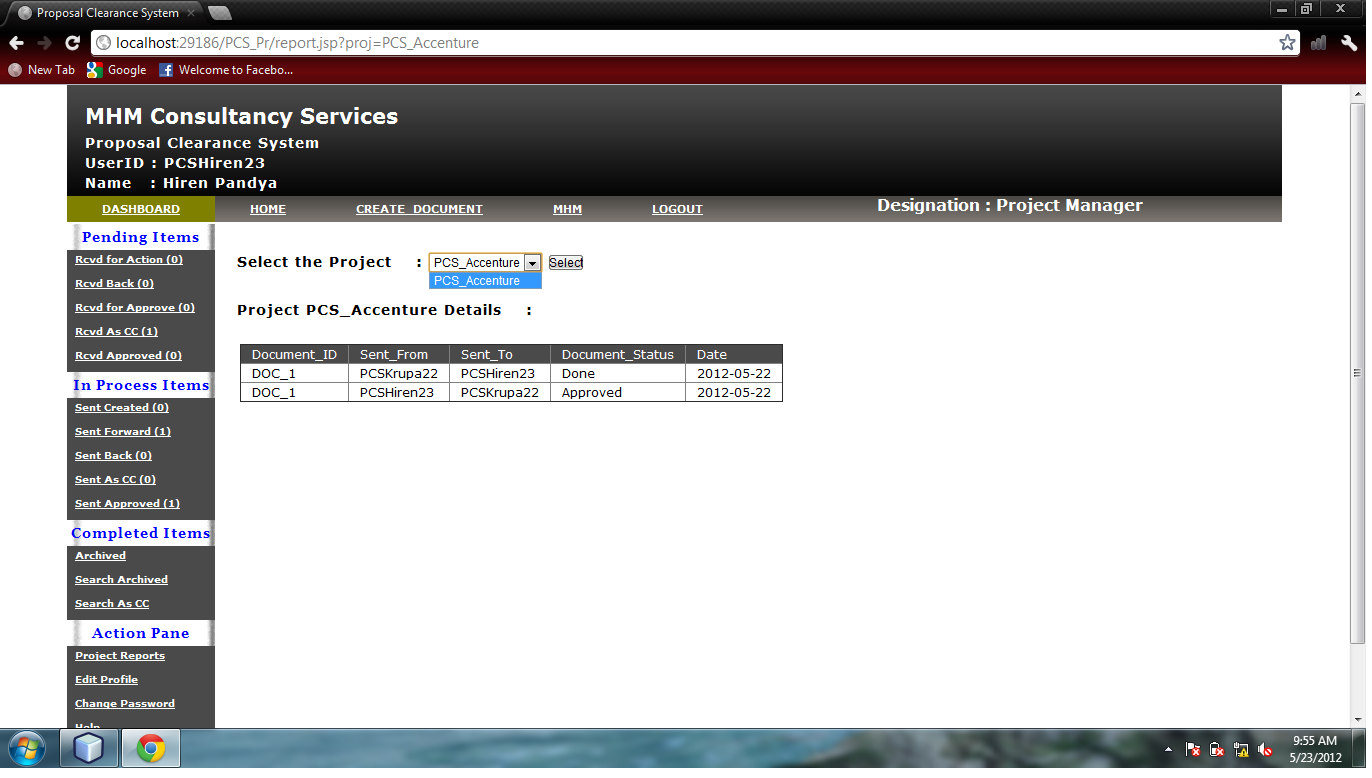 Proposal Clearance System
localhost:29186/PCS_Pr/report.jsp?proj=PCS_Accenture
New Tab Google Welcome to Facebo...
MHM Consultancy Services
Proposal Clearance System
UserID : PCSHiren23
Name : Hiren Pandya
DASHBOARD HOME CREATE DOCUMENT MHM LOGOUT Designation : Project Manager
Pending Items
Rcvd for Action (0)
Rcvd Back (0)
Rcvd for Approve (0)
Rcvd As CC (1)
Rcvd Approved (0)
In Process Items
Sent Created (0)
Sent Forward (1)
Sent Back (0)
Sent As CC (0)
Sent Approved (1)
Completed Items
Archived
Search Archived
Search As CC
Action Pane
Project Reports
Edit Profile
Change Password
Help
Select the Project : PCS_Accenture Select
PCS_Accenture
Project PCS_Accenture Details :
Document_ID Sent_From Sent_To Document_Status Date
DOC_1 PCSKrupa22 PCSHiren23 Done 2012-05-22
DOC_1 PCSHiren23 PCSKrupa22 Approved 2012-05-22
9:55 AM
5/23/2012